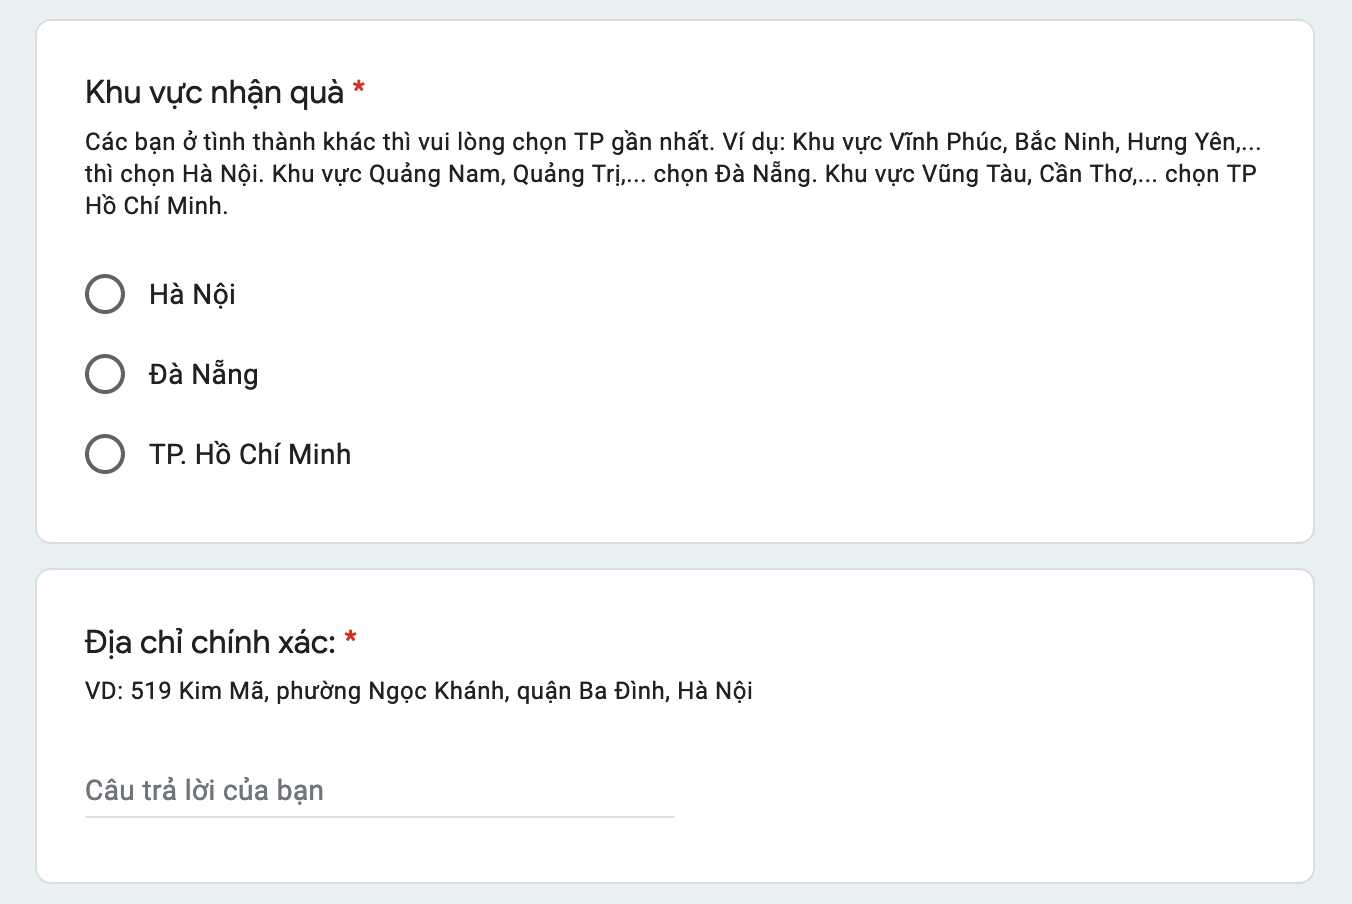 Khu vực nhận quà *
Các bạn ở tình thành khác thì vui lòng chọn TP gần nhất. Ví dụ: Khu vực Vĩnh Phúc, Bắc Ninh, Hưng Yên,...
thì chọn Hà Nội. Khu vực Quảng Nam, Quảng Trị,... chọn Đà Nẵng. Khu vực Vũng Tàu, Cần Thơ,... chọn TP
Hồ Chí Minh.
Hà Nội
Đà Nẵng
TP. Hồ Chí Minh
Địa chỉ chính xác: *
VD: 519 Kim Mã, phường Ngọc Khánh, quận Ba Đình, Hà Nội
Câu trả lời của bạn